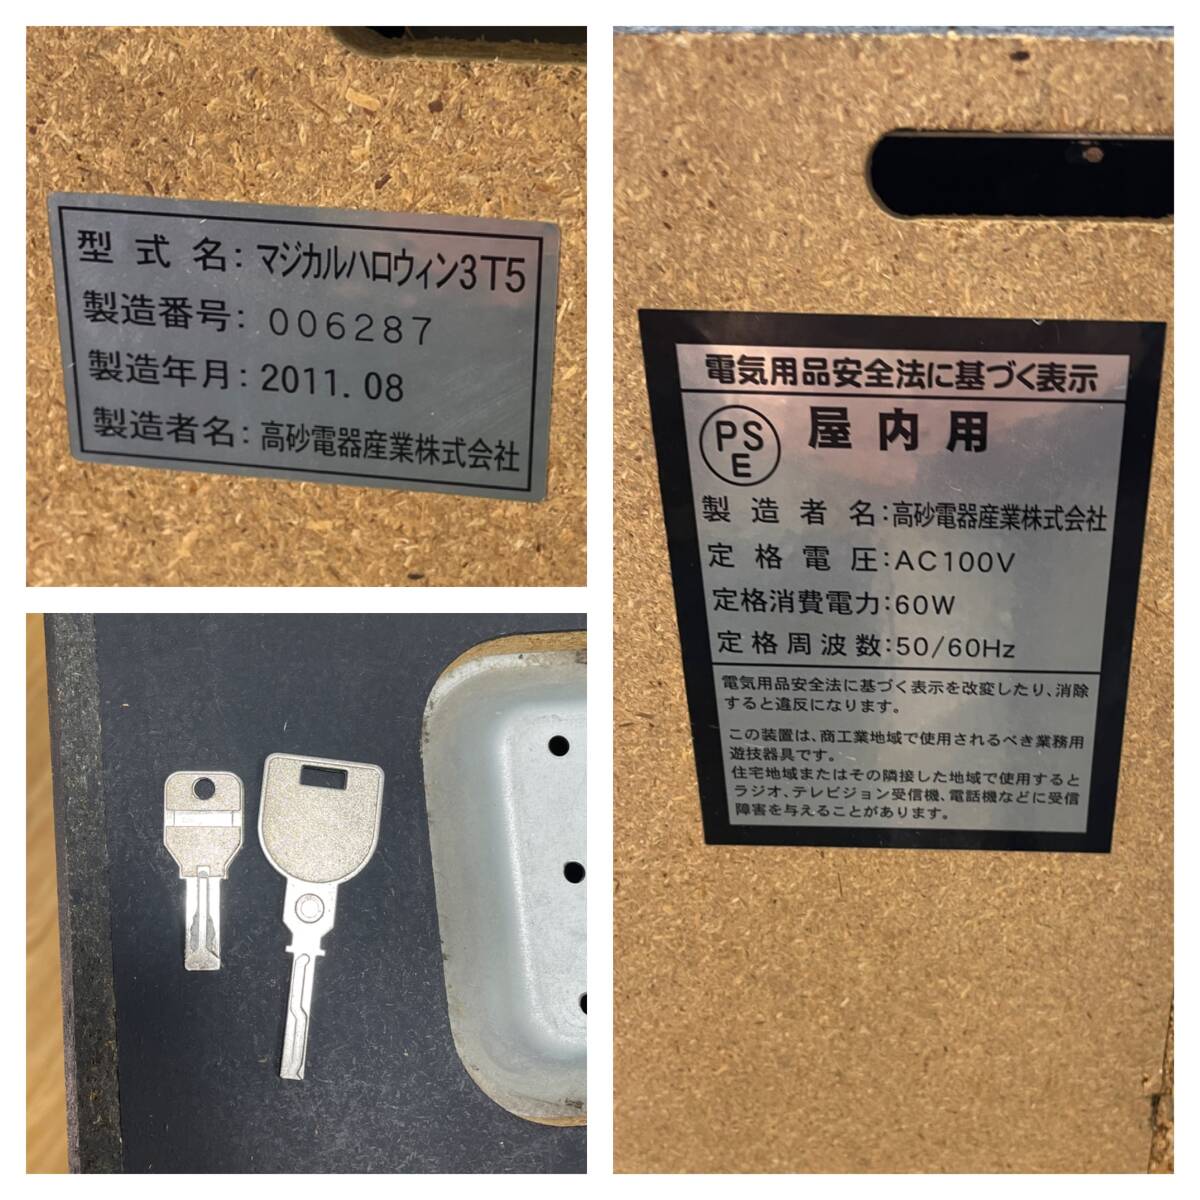 型式名:マジカルハロウィン3T5
製造番号:006287
製造年月:2011.08
製造者名:高砂電器産業株式会社
電気用品安全法に基づく表示
PSE 屋内用
製造者名:高砂電器産業株式会社
定格電圧:AC100V
定格消費電力:60W
定格周波数:50/60Hz
電気用品安全法に基づく表示を改変したり、消除
すると違反になります。
この装置は、商工業地域で使用されるべき業務用
遊技器具です。
住宅地域またはその隣接した地域で使用すると
ラジオ、テレビジョン受信機、電話機などに受信
障害を与えることがあります。